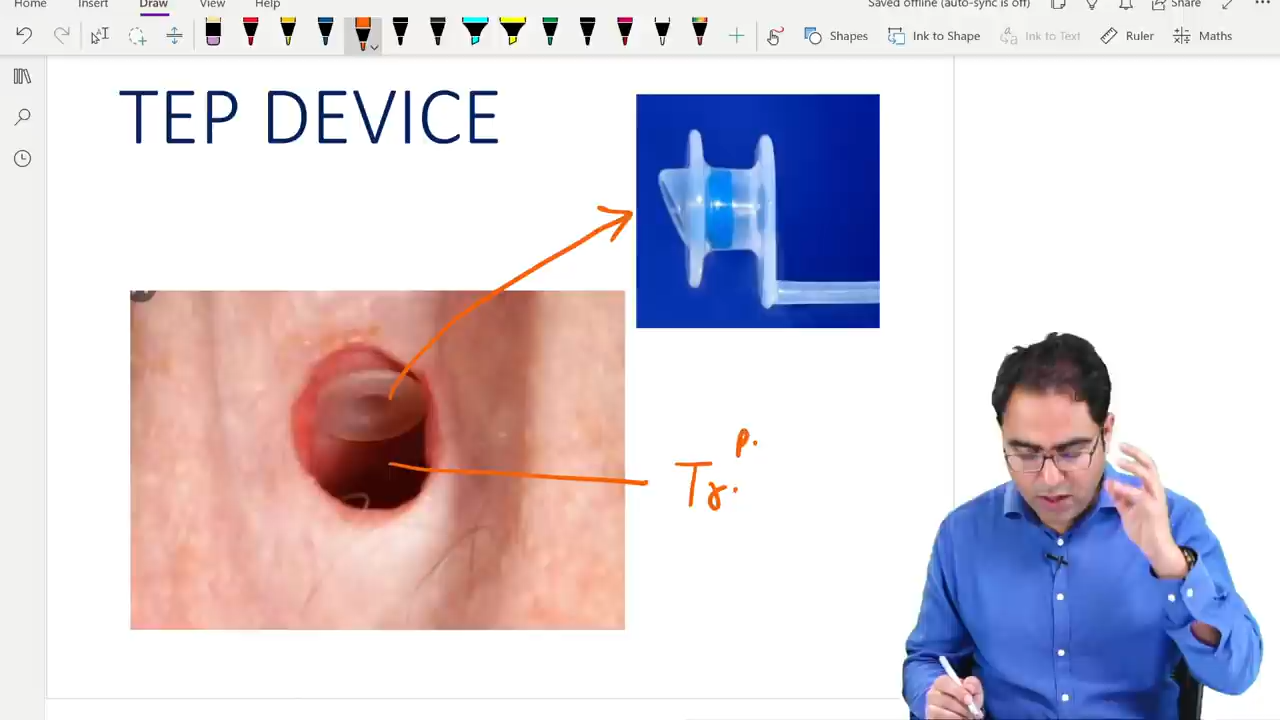 Home Insert Draw View Help Saved offline (auto-sync is off) Share
Shapes Ink to Shape Ink to Text Ruler Maths
TEP DEVICE
p.
Tr.